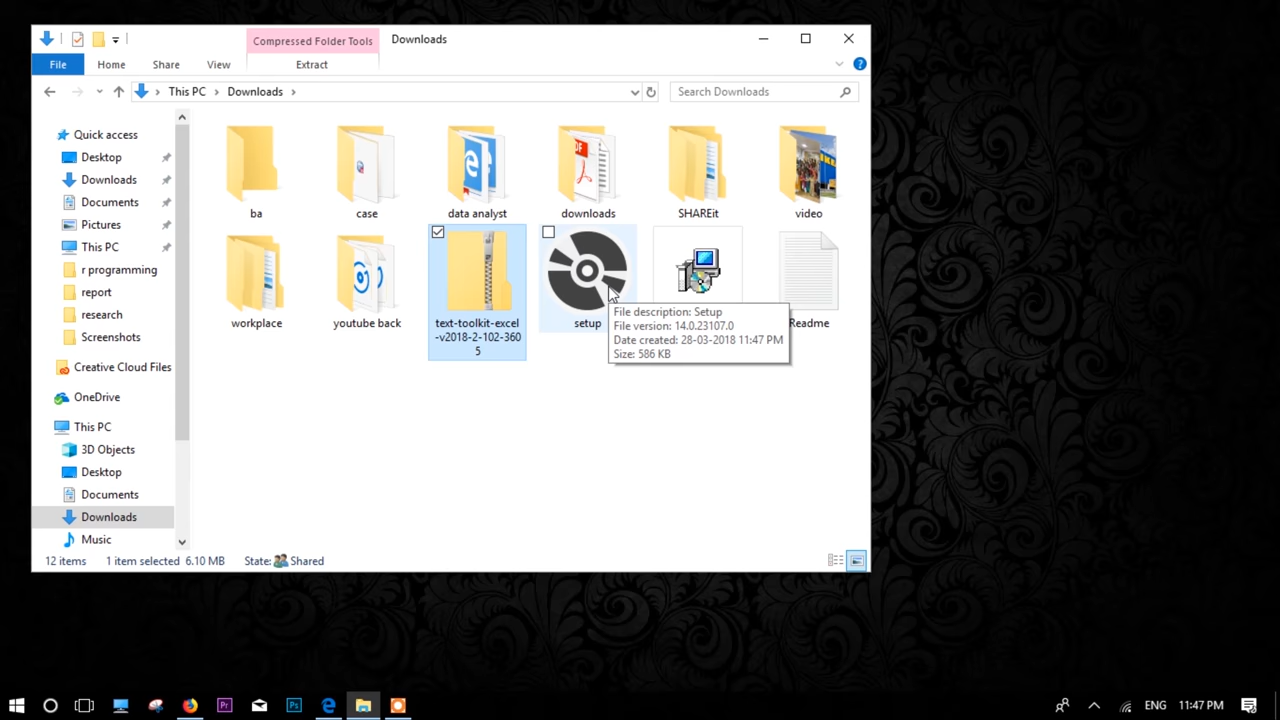 Compressed Folder Tools
Downloads
File
Home
Share
View
Extract
This PC
Downloads
Search Downloads
Quick access
Desktop
Downloads
Documents
Pictures
This PC
r programming
report
research
Screenshots
Creative Cloud Files
OneDrive
This PC
3D Objects
Desktop
Documents
Downloads
Music
ba
case
data analyst
downloads
SHAREit
video
workplace
youtube back
text-toolkit-excel
-v2018-2-102-360
5
setup
Readme
File description: Setup
File version: 14.0.23107.0
Date created: 28-03-2018 11:47 PM
Size: 586 KB
12 items
1 item selected 6.10 MB
State: Shared
ENG
11:47 PM